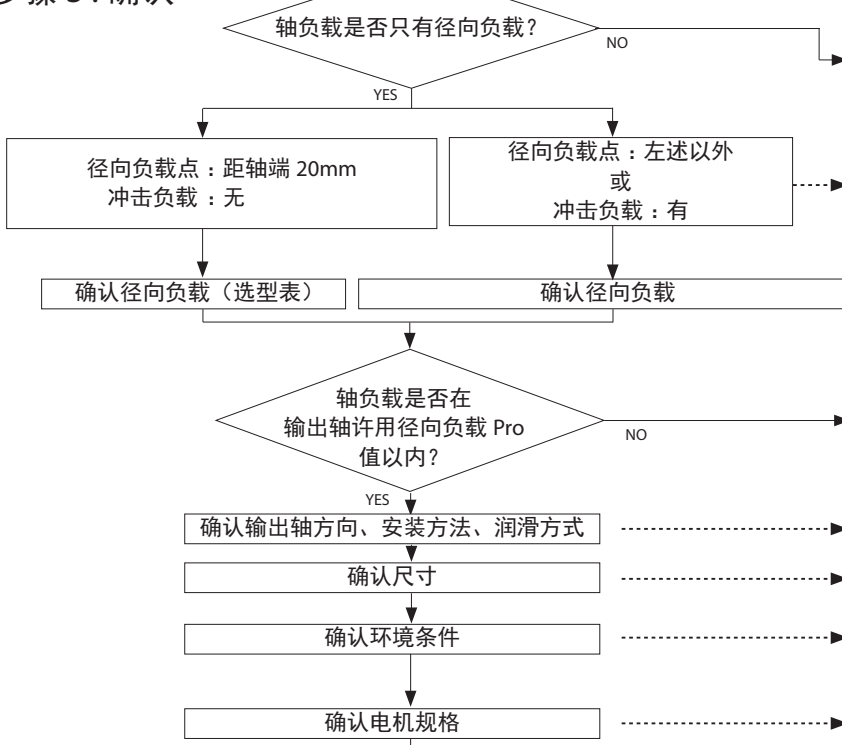 轴负载是否只有径向负载？
NO
YES
径向负载点：距轴端 20mm
冲击负载：无
径向负载点：左述以外
或
冲击负载：有
确认径向负载（选型表）
确认径向负载
轴负载是否在
输出轴许用径向负载 Pro
值以内？
NO
YES
确认输出轴方向、安装方法、润滑方式
确认尺寸
确认环境条件
确认电机规格